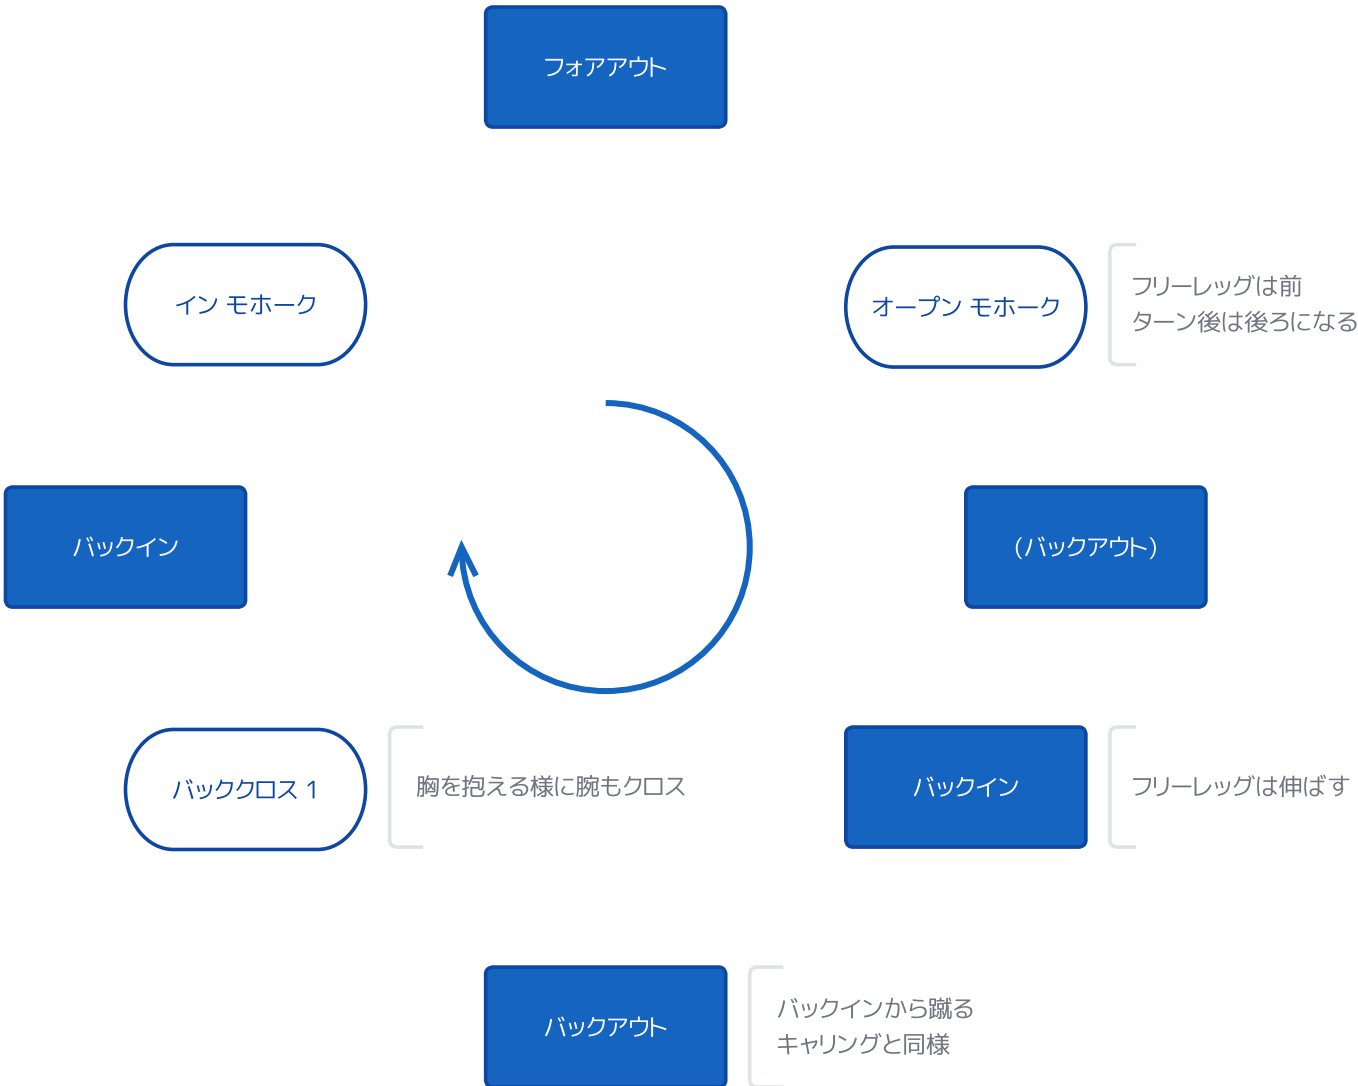 フォアアウト
イン モホーク
オープン モホーク
フリーレッグは前
ターン後は後ろになる
バックイン
(バックアウト)
バッククロス 1
胸を抱える様に腕もクロス
バックイン
フリーレッグは伸ばす
バックアウト
バックインから蹴る
キャリングと同様